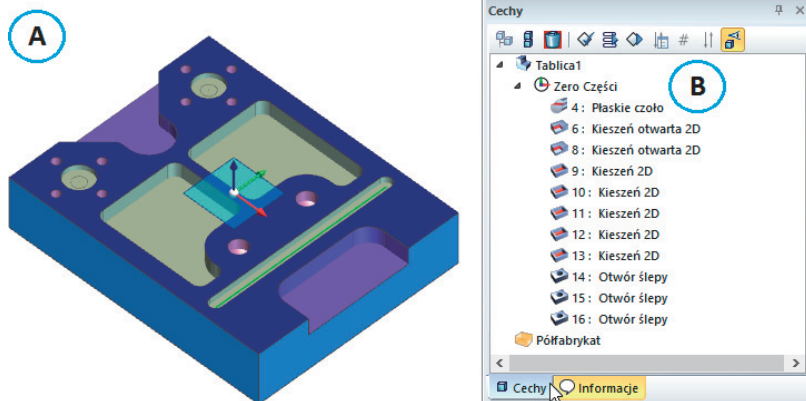 A
Cechy
#
Tablica1
Zero Części
B
4 : Płaskie czoło
6 : Kieszeń otwarta 2D
8 : Kieszeń otwarta 2D
9 : Kieszeń 2D
10 : Kieszeń 2D
11 : Kieszeń 2D
12 : Kieszeń 2D
13 : Kieszeń 2D
14 : Otwór ślepy
15 : Otwór ślepy
16 : Otwór ślepy
Półfabrykat
Cechy Informacje